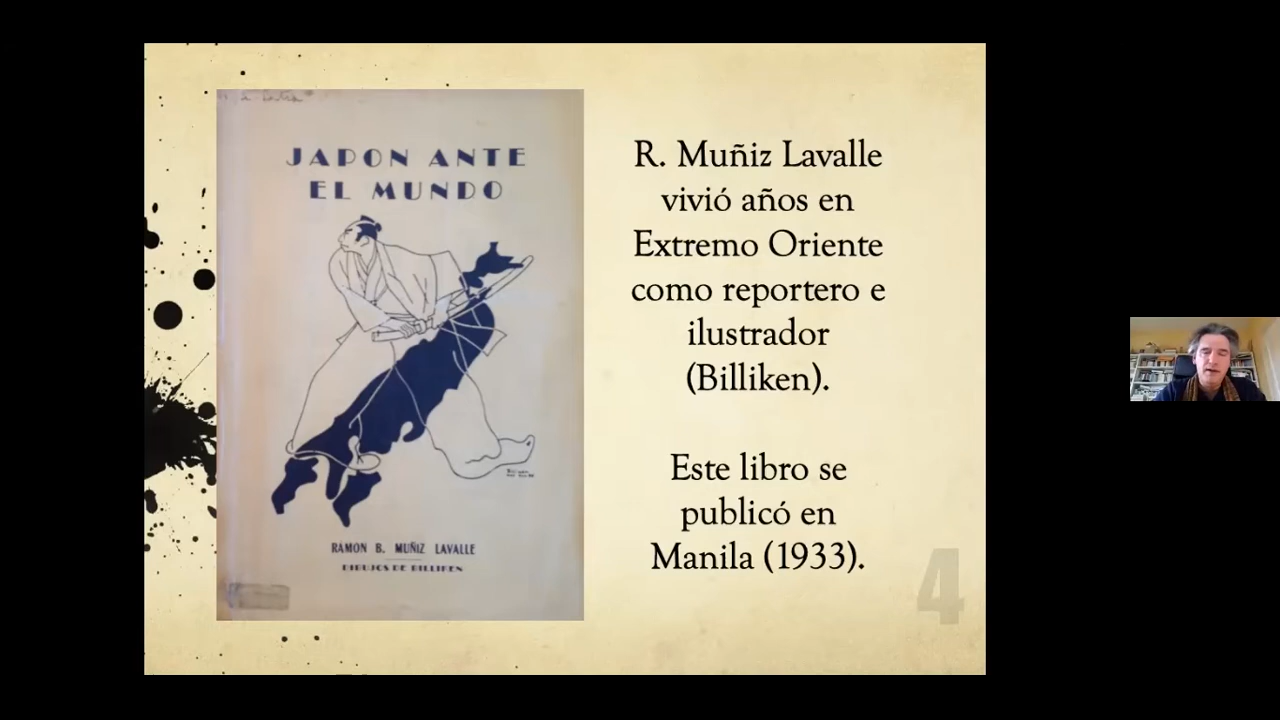 JAPON ANTE
EL MUNDO
RAMON B. MUÑIZ LAVALLE
DIBUJOS DE BILLIKEN
R. Muñiz Lavalle
vivió años en
Extremo Oriente
como reportero e
ilustrador
(Billiken).
Este libro se
publicó en
Manila (1933).
4